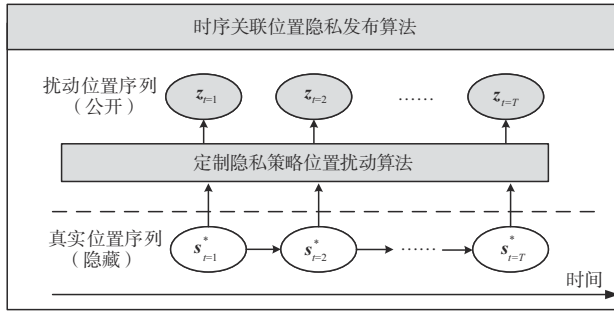 时序关联位置隐私发布算法
扰动位置序列
（公开）
z_{t=1} z_{t=2} …… z_{t=T}
定制隐私策略位置扰动算法
真实位置序列
（隐藏）
s^*_{t=1} s^*_{t=2} …… s^*_{t=T}
时间